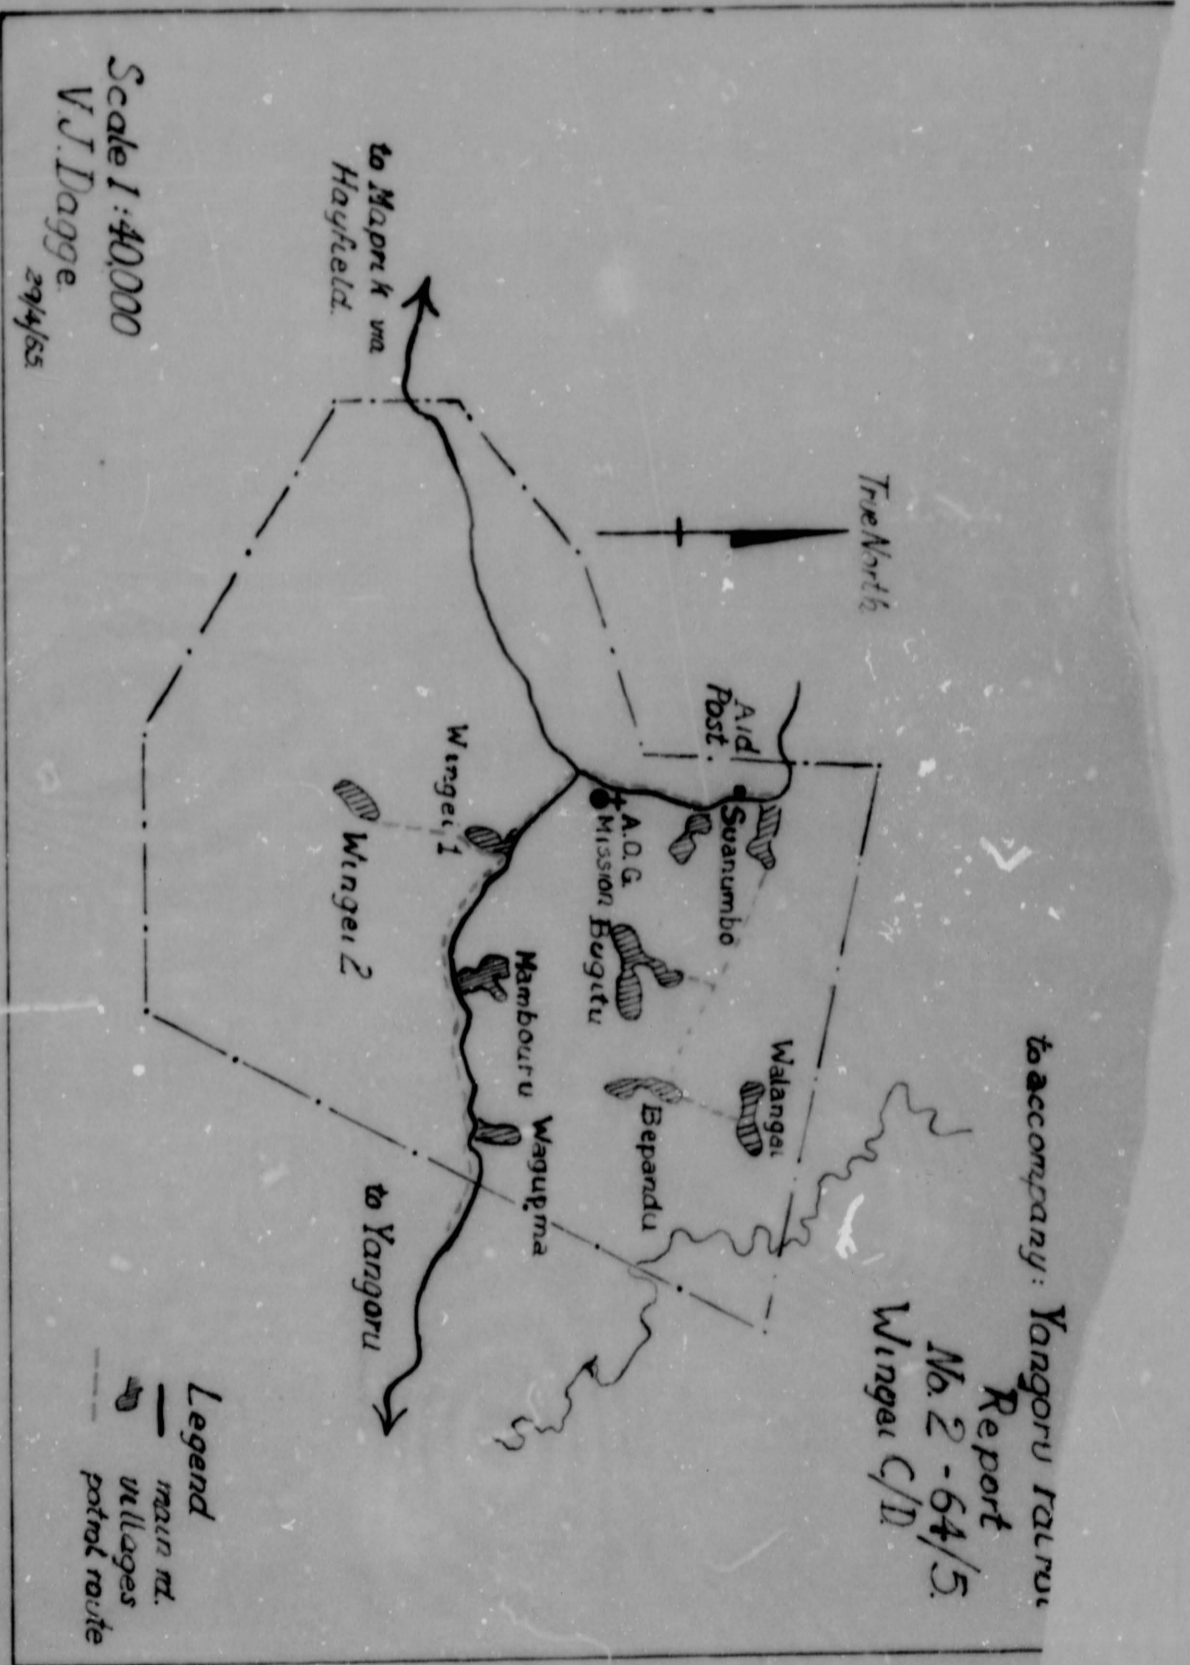 to accompany: Yangoru
Report
No. 2 - 64/5.
Wingei C/D
True North
Aid
Post.
Suanumbo
Walangai
A.O.G.
Mission
Bugitu
Bepandu
Mambouru
Wagupma
Wingei 1
Wingei 2
to Maprik via
Hayfield.
to Yangoru
Scale 1:40,000
V.J. Dagge.
29/4/65.
Legend
main rd.
villages
patrol route